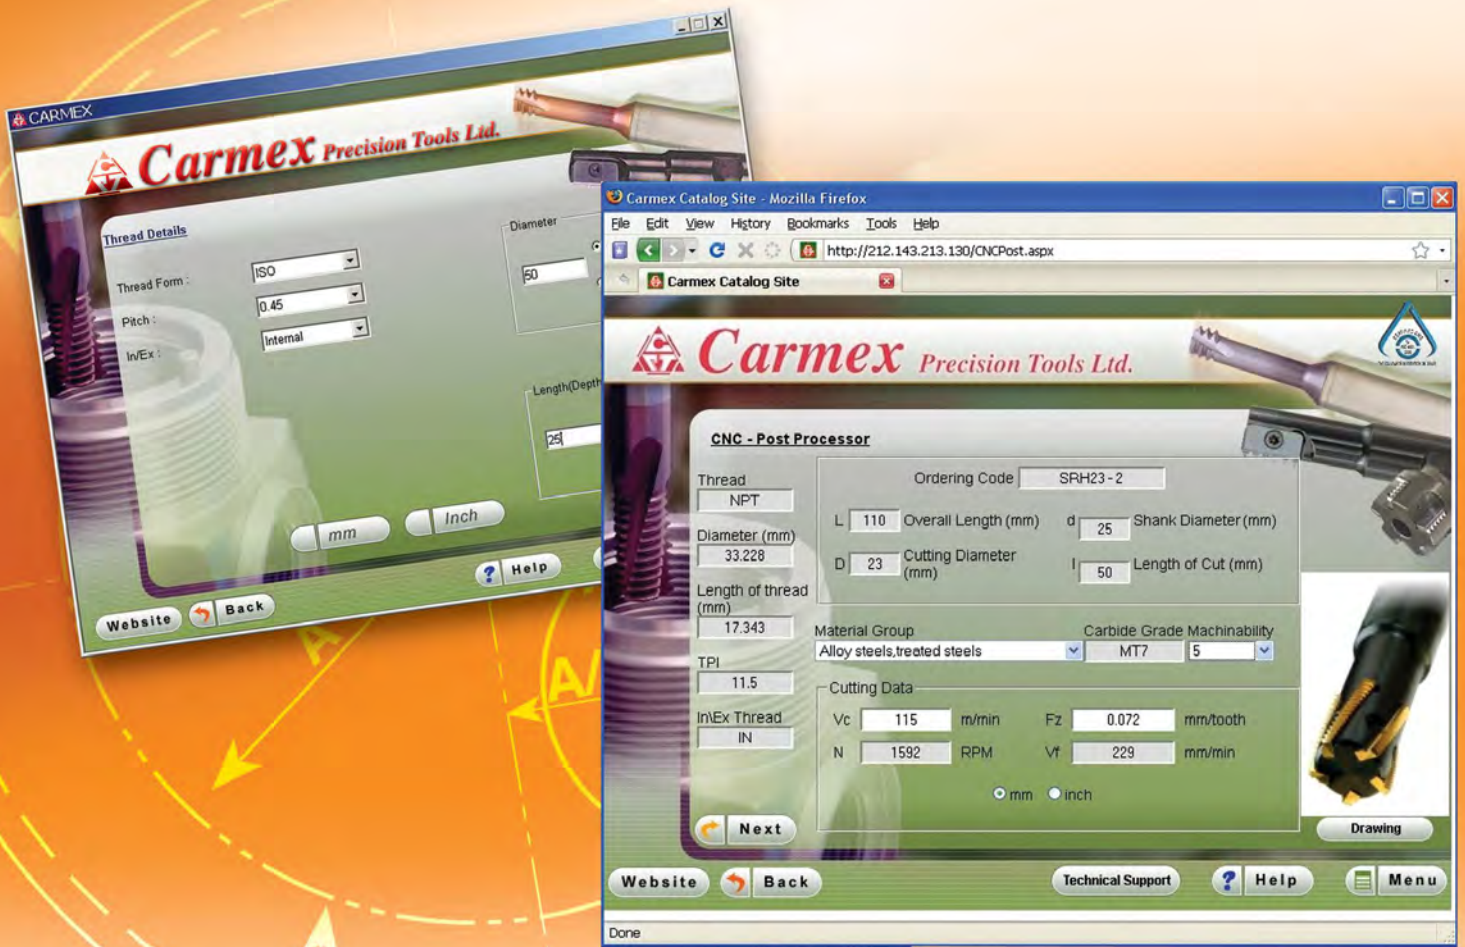 CARMEX
Carmex Precision Tools Ltd.
Thread Details
Thread Form :
ISO
Pitch :
0.45
In/Ex :
Internal
Diameter
50
Length(Depth
25
mm
Inch
Help
Website
Back
A
A/
Carmex Catalog Site - Mozilla Firefox
File Edit View History Bookmarks Tools Help
http://212.143.213.130/CNCPost.aspx
Carmex Catalog Site
Carmex Precision Tools Ltd.
CNC - Post Processor
Thread
NPT
Diameter (mm)
33.228
Length of thread
(mm)
17.343
TPI
11.5
In\Ex Thread
IN
Next
Ordering Code SRH23-2
L 110 Overall Length (mm) d 25 Shank Diameter (mm)
D 23 Cutting Diameter
(mm)
l 50 Length of Cut (mm)
Material Group Carbide Grade Machinability
Alloy steels,treated steels MT7 5
Cutting Data
Vc 115 m/min Fz 0.072 mm/tooth
N 1592 RPM Vf 229 mm/min
mm inch
Drawing
Website Back Technical Support ? Help Menu
Done